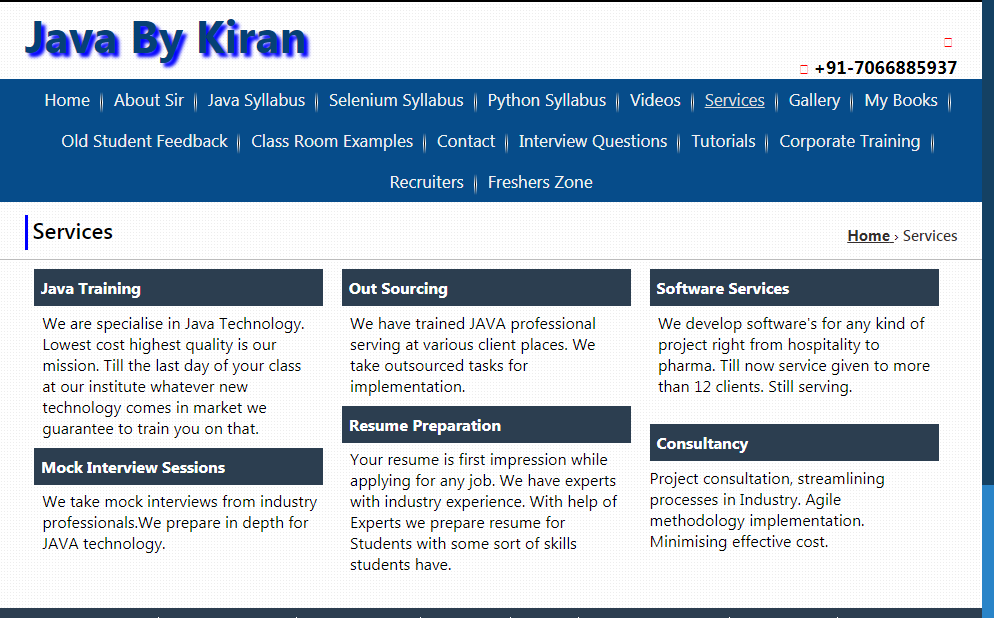 Java By Kiran
+91-7066885937
Home About Sir Java Syllabus Selenium Syllabus Python Syllabus Videos Services Gallery My Books
Old Student Feedback Class Room Examples Contact Interview Questions Tutorials Corporate Training
Recruiters Freshers Zone
Services
Home › Services
Java Training
We are specialise in Java Technology.
Lowest cost highest quality is our
mission. Till the last day of your class
at our institute whatever new
technology comes in market we
guarantee to train you on that.
Mock Interview Sessions
We take mock interviews from industry
professionals.We prepare in depth for
JAVA technology.
Out Sourcing
We have trained JAVA professional
serving at various client places. We
take outsourced tasks for
implementation.
Resume Preparation
Your resume is first impression while
applying for any job. We have experts
with industry experience. With help of
Experts we prepare resume for
Students with some sort of skills
students have.
Software Services
We develop software's for any kind of
project right from hospitality to
pharma. Till now service given to more
than 12 clients. Still serving.
Consultancy
Project consultation, streamlining
processes in Industry. Agile
methodology implementation.
Minimising effective cost.